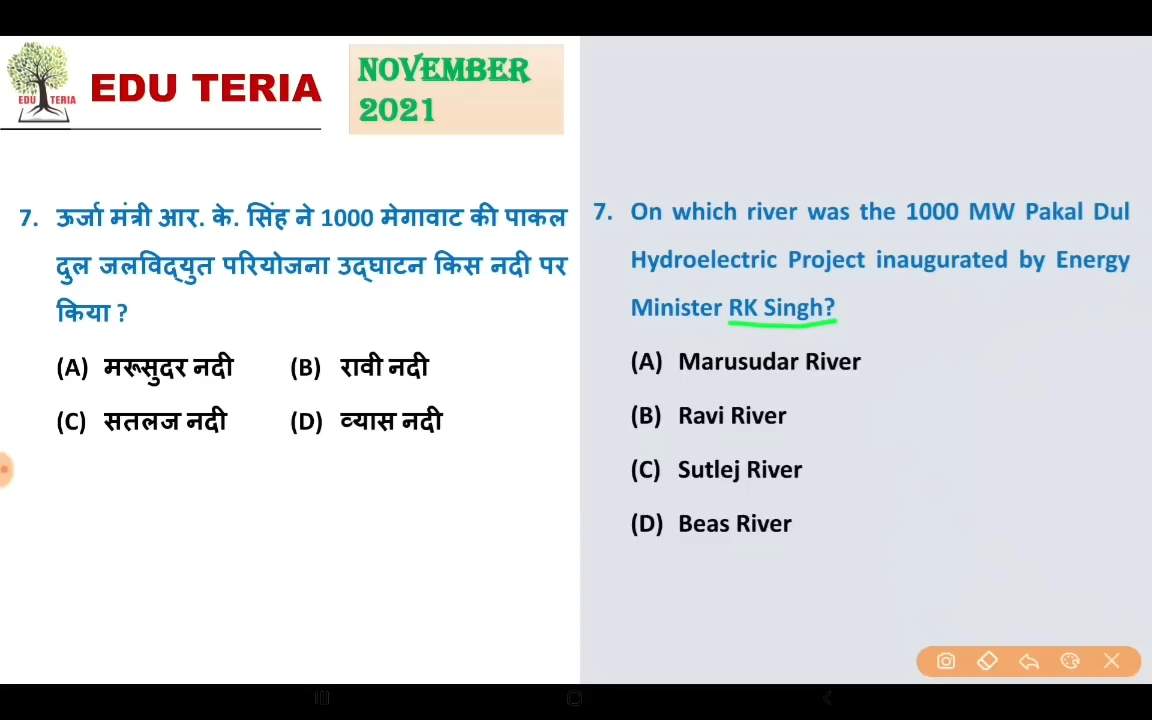 EDU TERIA
EDU TERIA
NOVEMBER
2021
7. ऊर्जा मंत्री आर. के. सिंह ने 1000 मेगावाट की पाकल
दुल जलविद्युत परियोजना उद्घाटन किस नदी पर
किया ?
(A) मरूसुदर नदी (B) रावी नदी
(C) सतलज नदी (D) व्यास नदी
7. On which river was the 1000 MW Pakal Dul
Hydroelectric Project inaugurated by Energy
Minister RK Singh?
(A) Marusudar River
(B) Ravi River
(C) Sutlej River
(D) Beas River